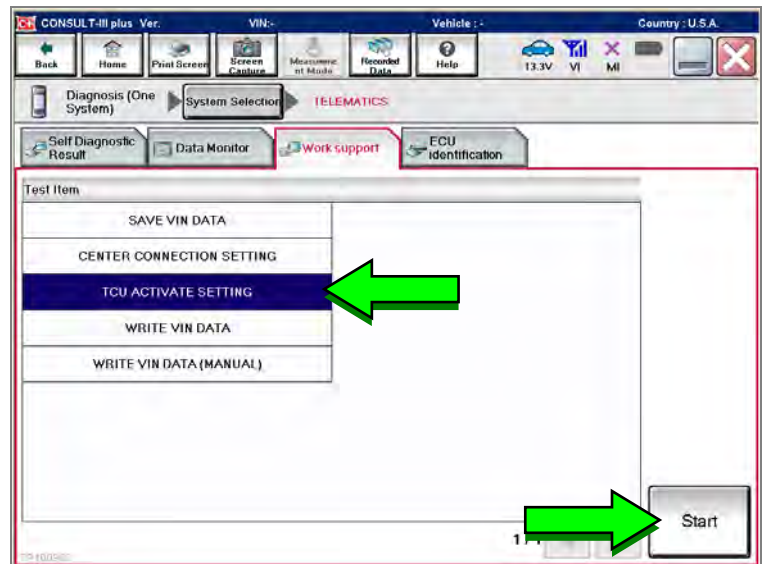 CONSULT-III plus Ver. VIN:- Vehicle : - Country : U.S.A.
Back
Home
Print Screen
Screen
Capture
Measureme
nt Mode
Recorded
Data
Help
13.3V
VI
MI
Diagnosis (One
System)
System Selection
TELEMATICS
Self Diagnostic
Result
Data Monitor
Work support
ECU
identification
Test Item
SAVE VIN DATA
CENTER CONNECTION SETTING
TCU ACTIVATE SETTING
WRITE VIN DATA
WRITE VIN DATA (MANUAL)
Start